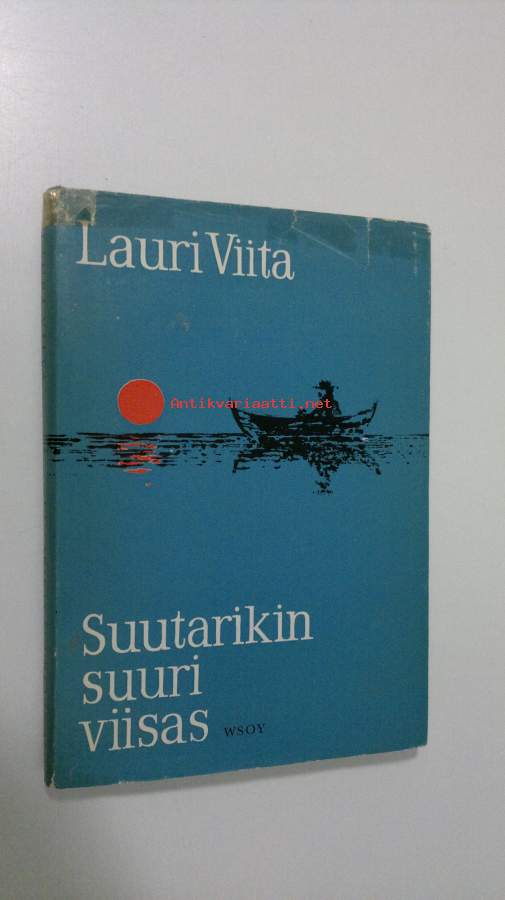 Lauri Viita
Antikvariaatti.net
Suutarikin
suuri
viisas WSOY